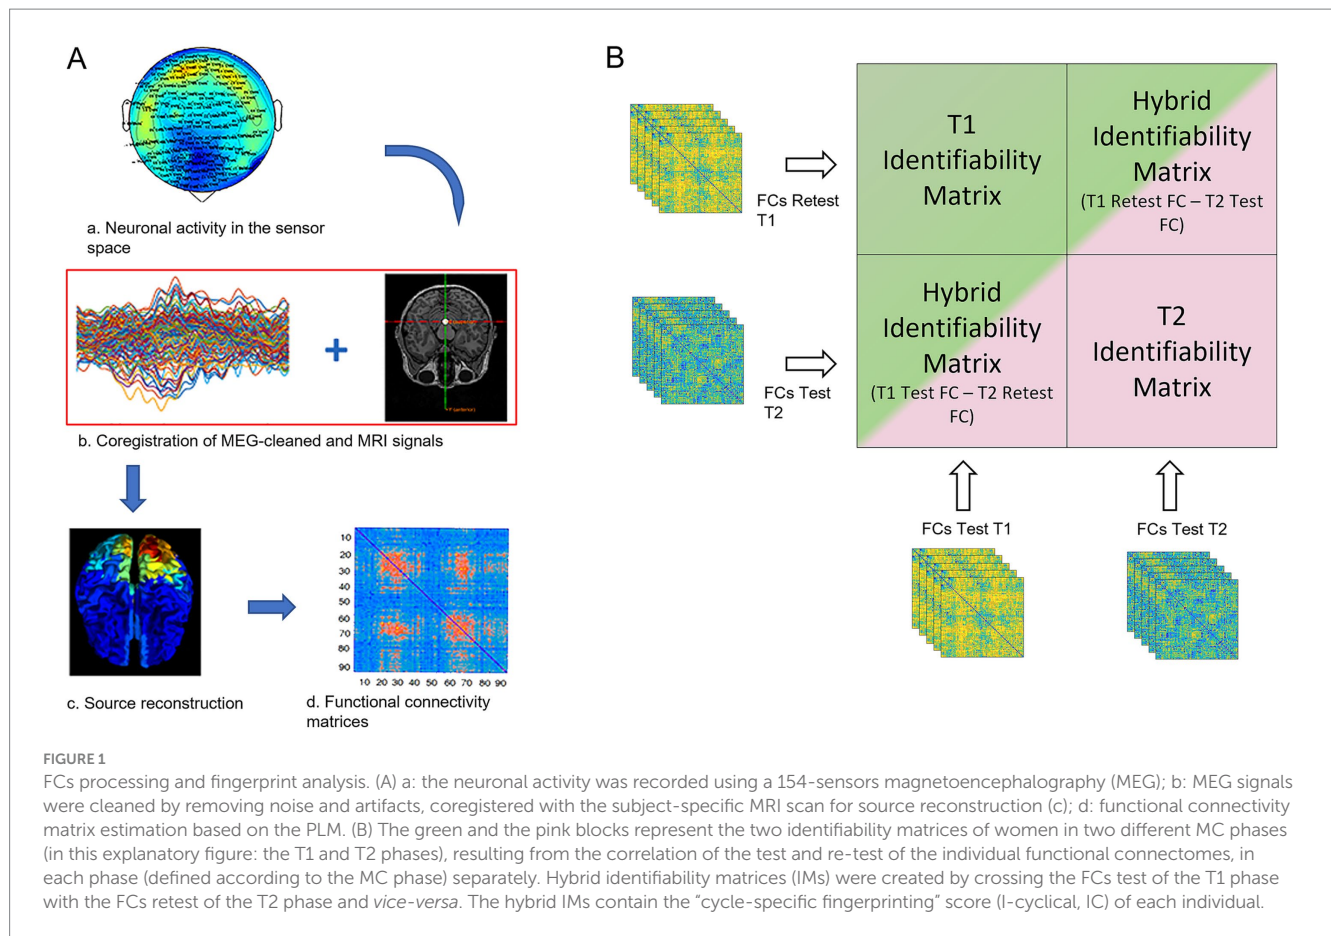 A
a. Neuronal activity in the sensor
space
b. Coregistration of MEG-cleaned and MRI signals
c. Source reconstruction
10
20
30
40
50
60
70
80
90
10 20 30 40 50 60 70 80 90
d. Functional connectivity
matrices
B
FCs Retest
T1
FCs Test
T2
T1
Identifiability
Matrix
Hybrid
Identifiability
Matrix
(T1 Retest FC – T2 Test
FC)
Hybrid
Identifiability
Matrix
(T1 Test FC – T2 Retest
FC)
T2
Identifiability
Matrix
FCs Test T1
FCs Test T2
FIGURE 1
FCs processing and fingerprint analysis. (A) a: the neuronal activity was recorded using a 154-sensors magnetoencephalography (MEG); b: MEG signals
were cleaned by removing noise and artifacts, coregistered with the subject-specific MRI scan for source reconstruction (c); d: functional connectivity
matrix estimation based on the PLM. (B) The green and the pink blocks represent the two identifiability matrices of women in two different MC phases
(in this explanatory figure: the T1 and T2 phases), resulting from the correlation of the test and re-test of the individual functional connectomes, in
each phase (defined according to the MC phase) separately. Hybrid identifiability matrices (IMs) were created by crossing the FCs test of the T1 phase
with the FCs retest of the T2 phase and vice-versa. The hybrid IMs contain the “cycle-specific fingerprinting” score (I-cyclical, IC) of each individual.